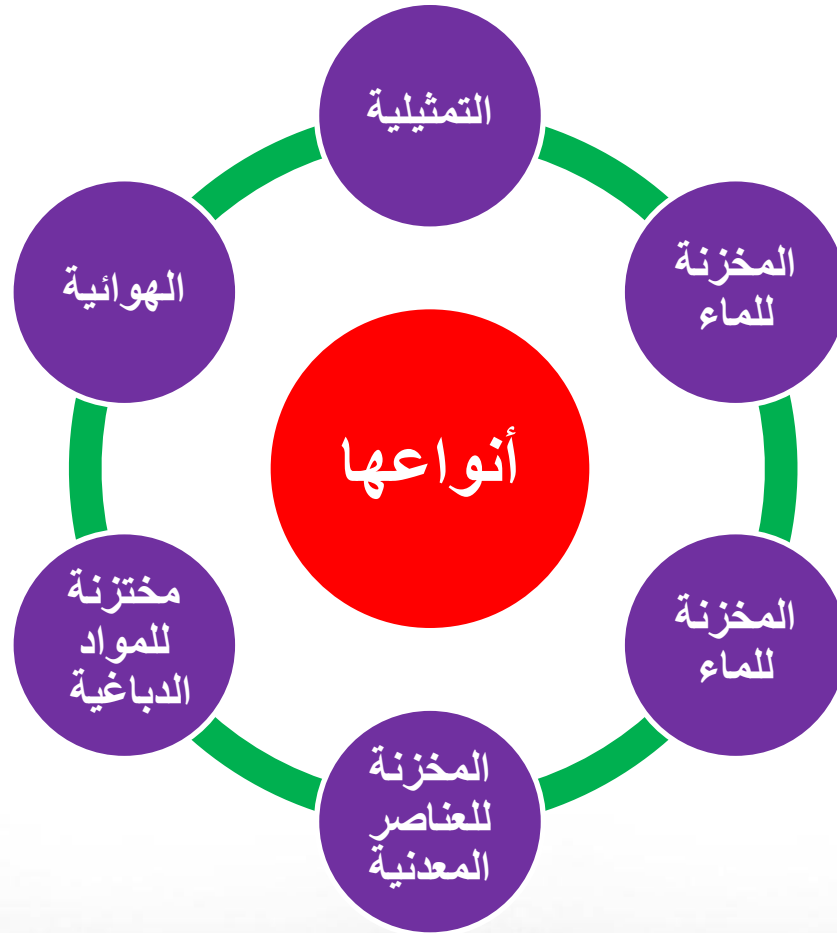 التمثيلية
المخزنة
للماء
المخزنة
للماء
المخزنة
للعناصر
المعدنية
مختزنة
للمواد
الدباغية
الهوائية
أنواعها